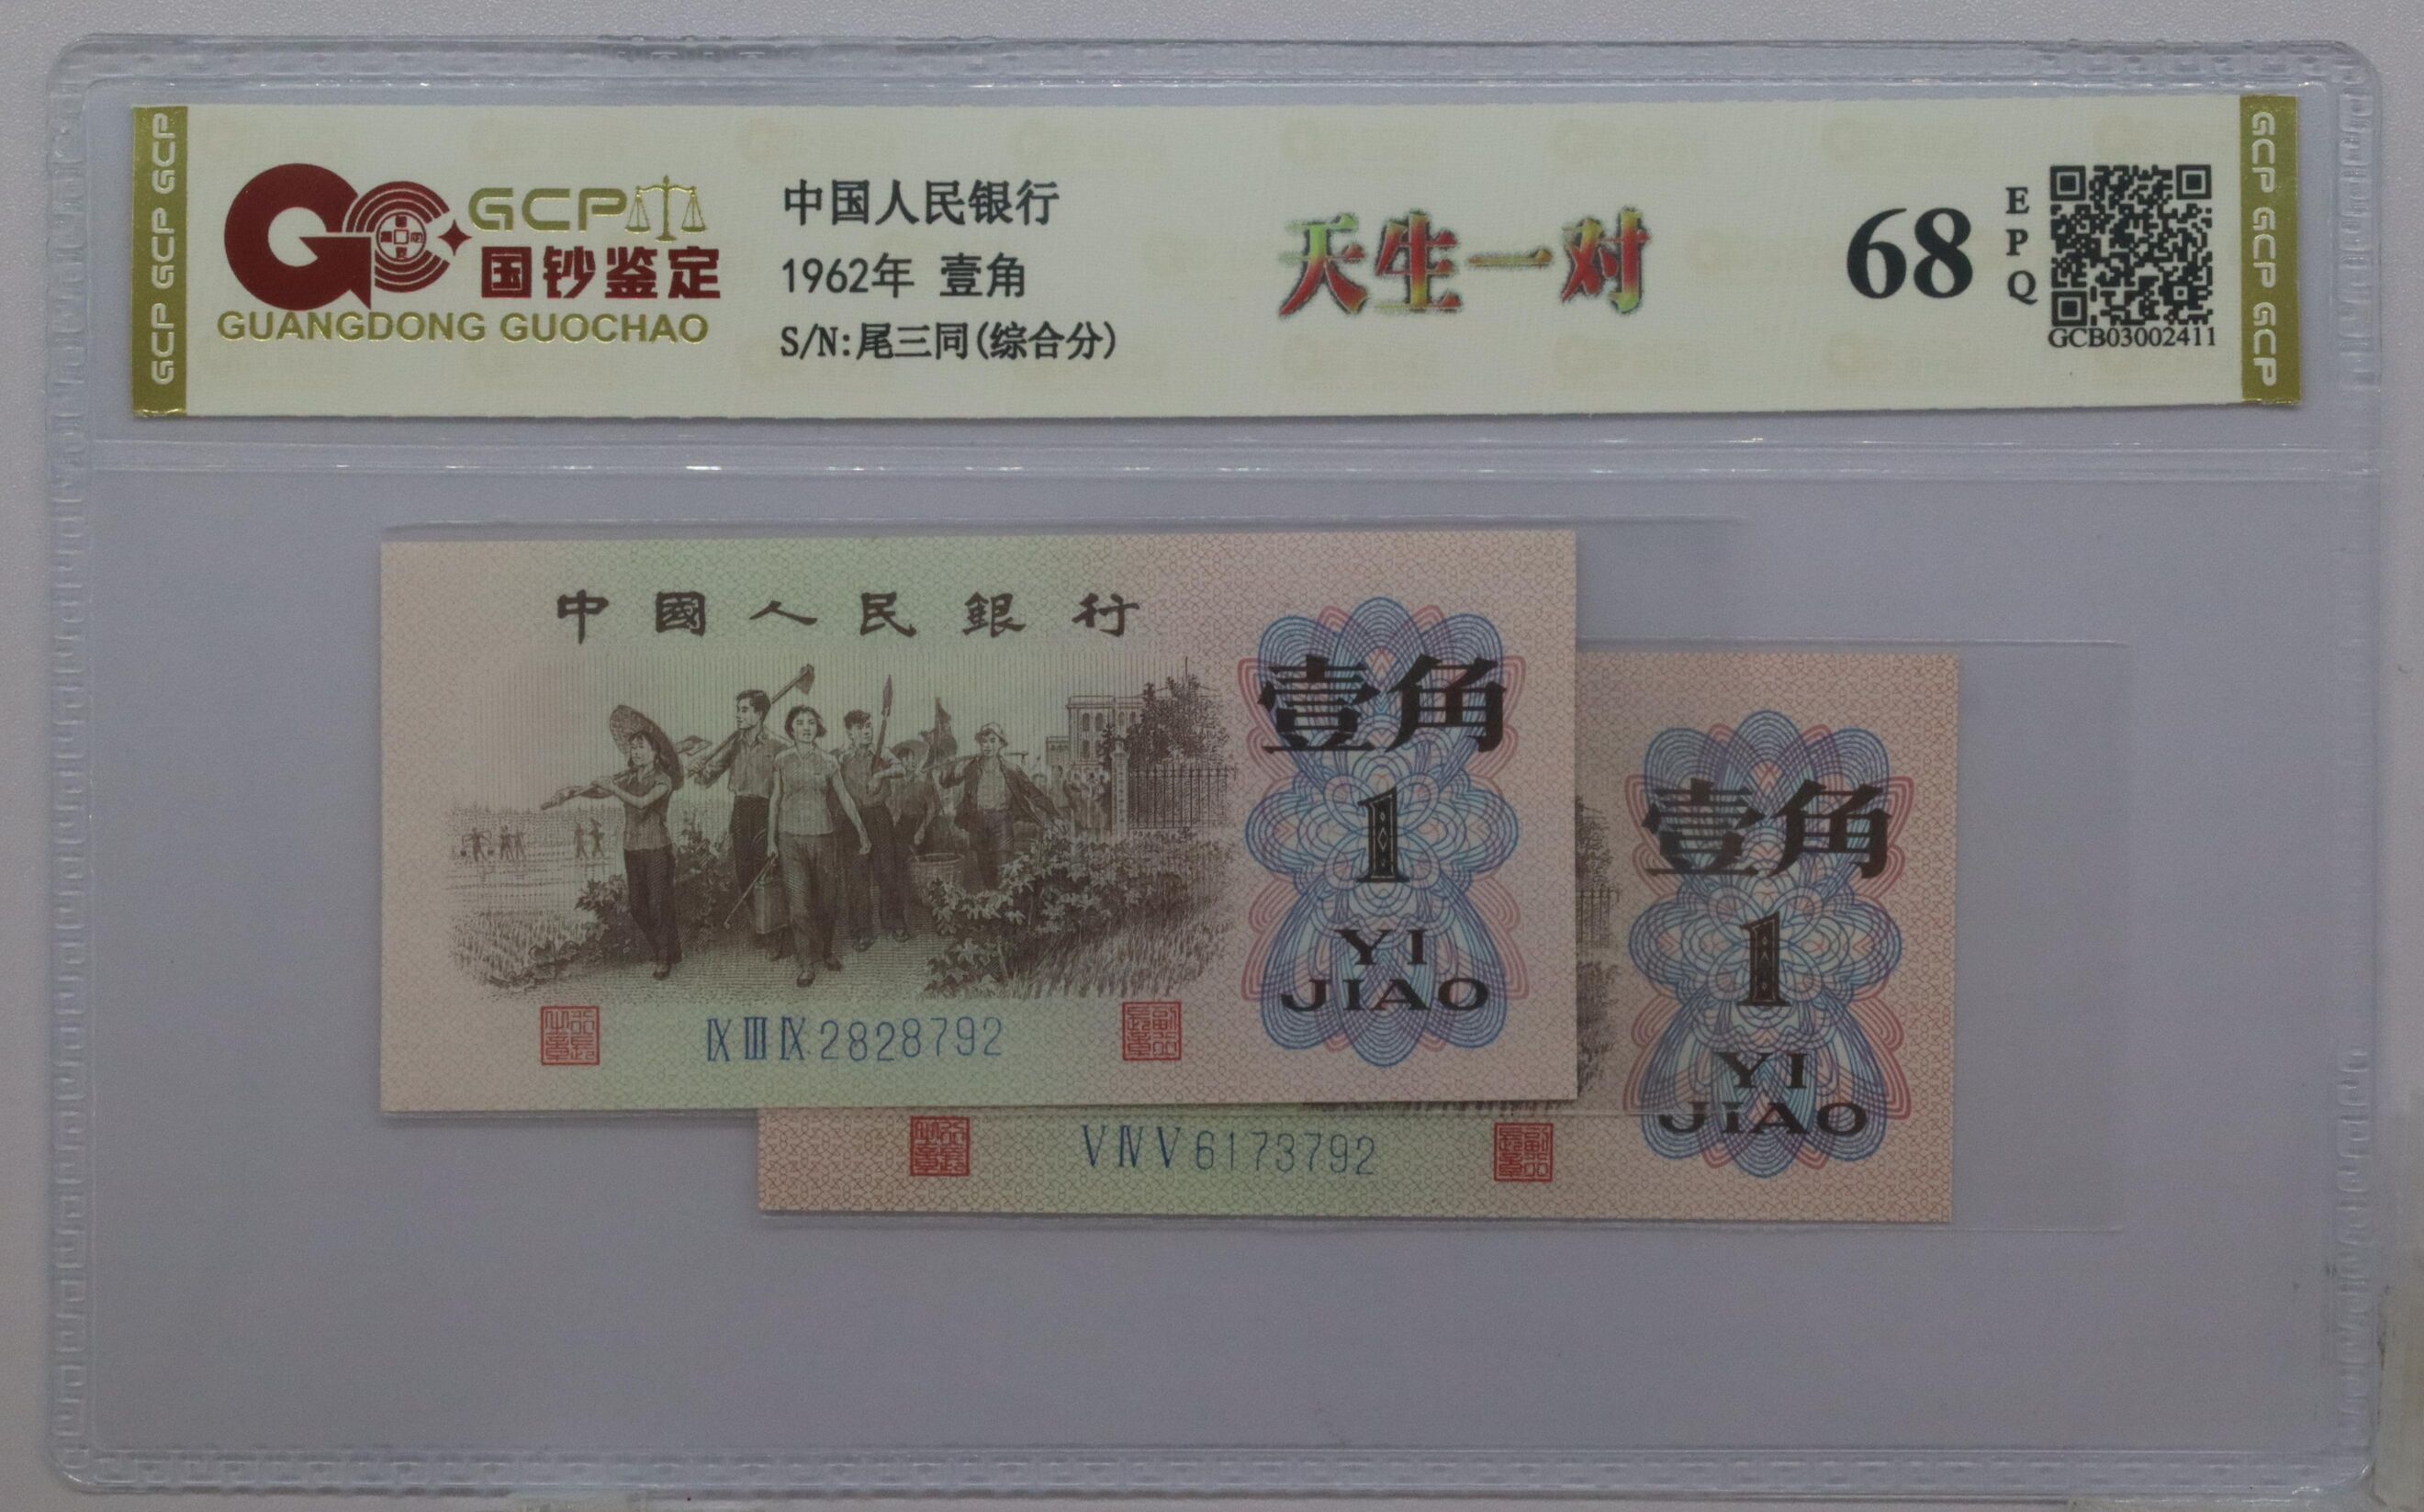 GCP GCP GCP
GCP
国钞鉴定
GUANGDONG GUOCHAO
中国人民银行
1962年 壹角
S/N:尾三同(综合分)
天生一对
68
EPQ
GCB03002411
GCP GCP GCP
中國人民銀行
壹角
1
YI
JIAO
ⅨⅢⅨ2828792
壹角
1
YI
JIAO
ⅤⅣⅤ6173792